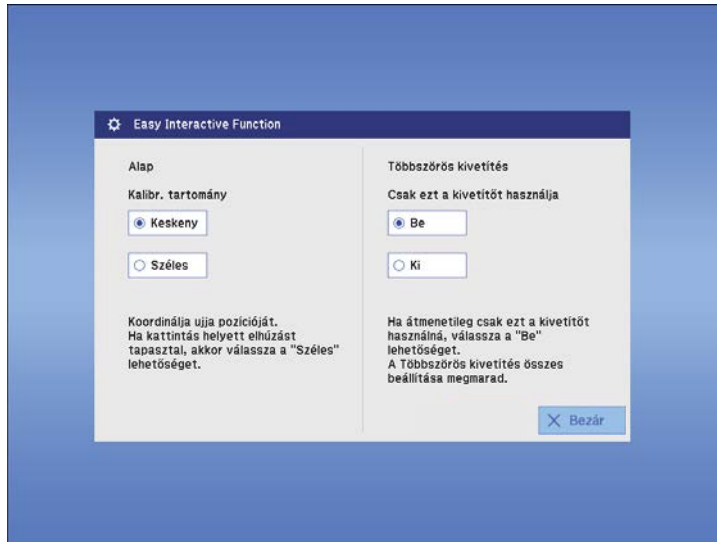 Easy Interactive Function
Alap
Kalibr. tartomány
Keskeny
Széles
Koordinálja ujja pozícióját.
Ha kattintás helyett elhúzást
tapasztal, akkor válassza a "Széles"
lehetőséget.
Többszörös kivetítés
Csak ezt a kivetítőt használja
Be
Ki
Ha átmenetileg csak ezt a kivetítőt
használná, válassza a "Be"
lehetőséget.
A Többszörös kivetítés összes
beállítása megmarad.
Bezár